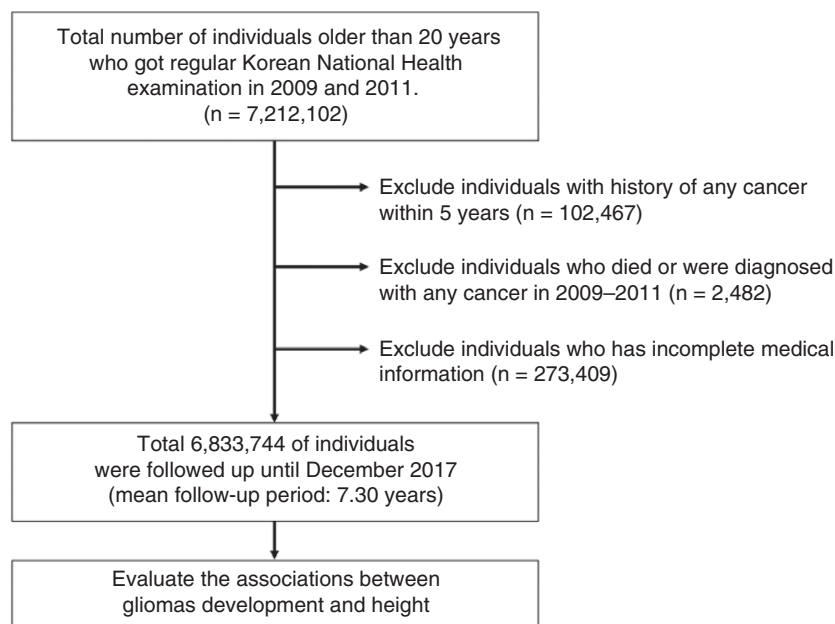 Total number of individuals older than 20 years
who got regular Korean National Health
examination in 2009 and 2011.
(n = 7,212,102)
Exclude individuals with history of any cancer
within 5 years (n = 102,467)
Exclude individuals who died or were diagnosed
with any cancer in 2009–2011 (n = 2,482)
Exclude individuals who has incomplete medical
information (n = 273,409)
Total 6,833,744 of individuals
were followed up until December 2017
(mean follow-up period: 7.30 years)
Evaluate the associations between
gliomas development and height